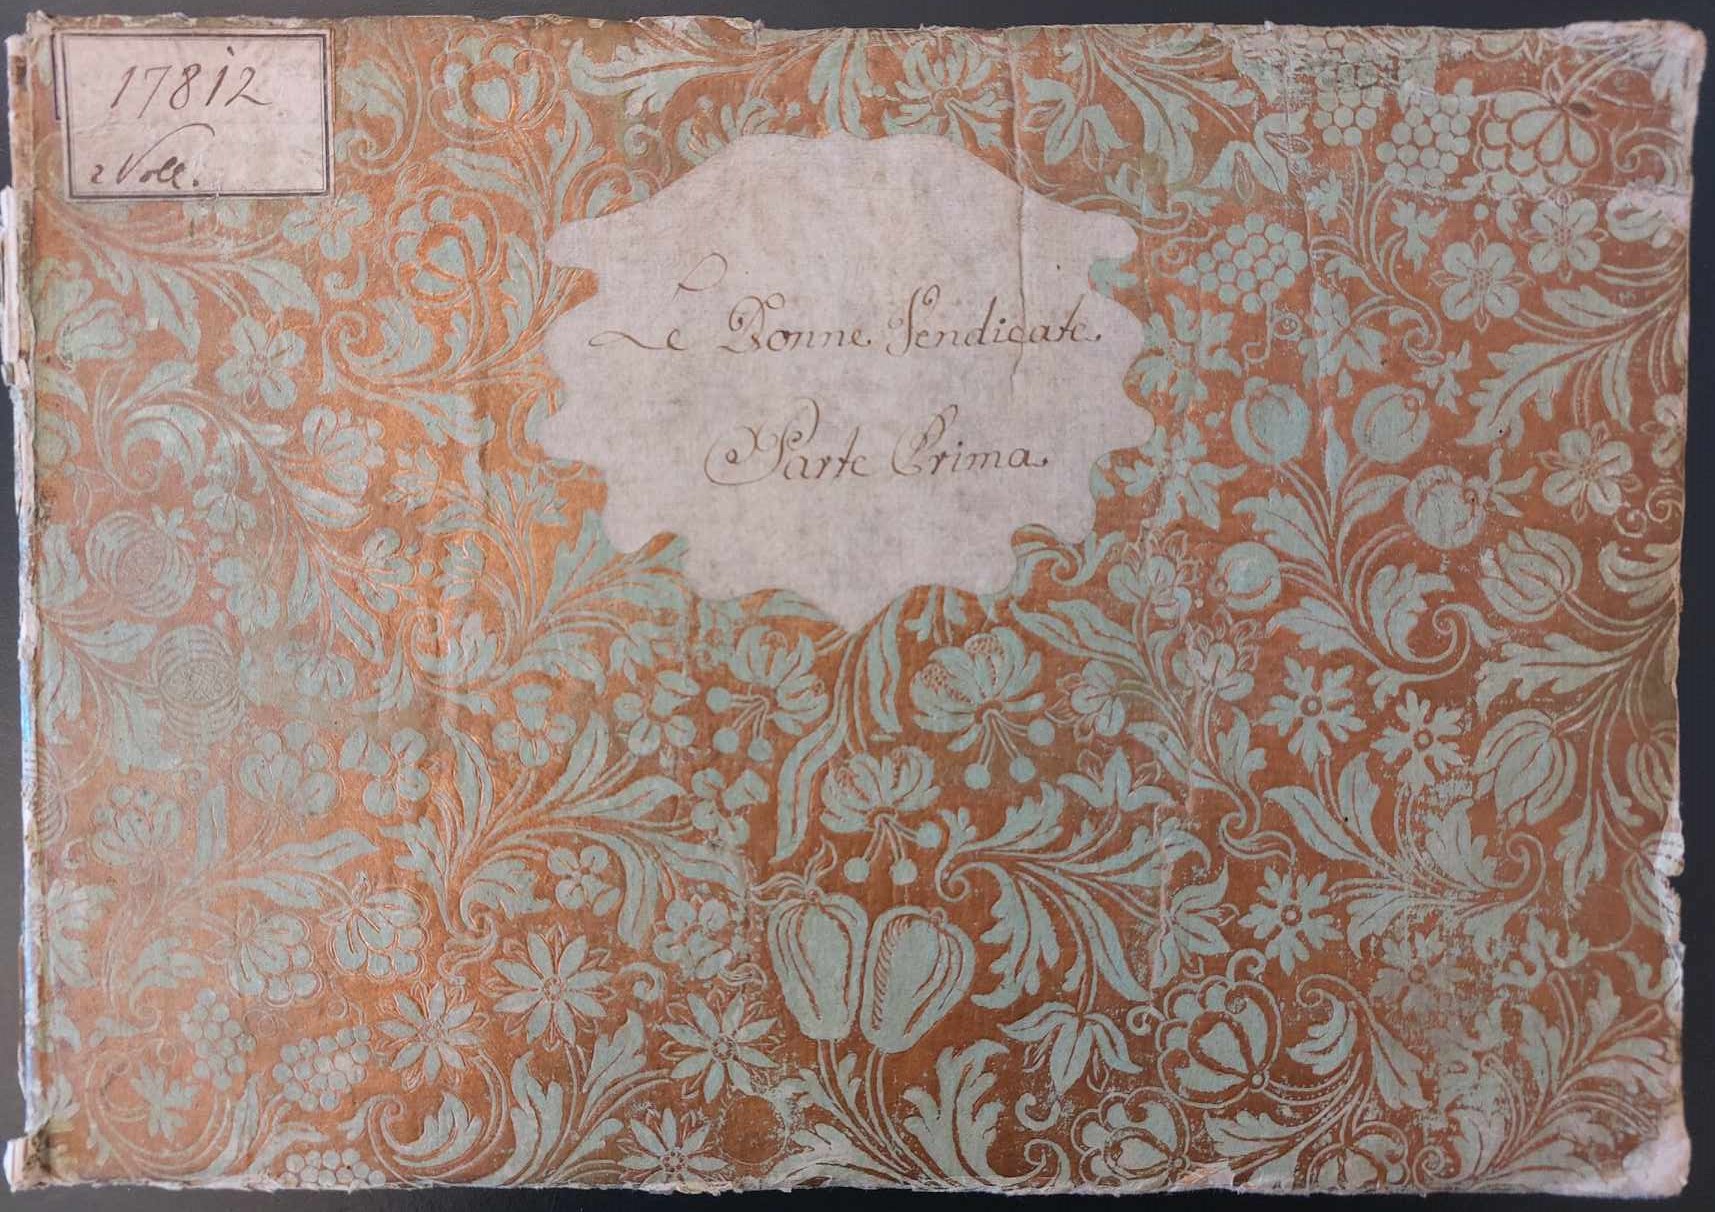 17812
2 Voll.
Le Donne Vendicate.
Parte Prima.